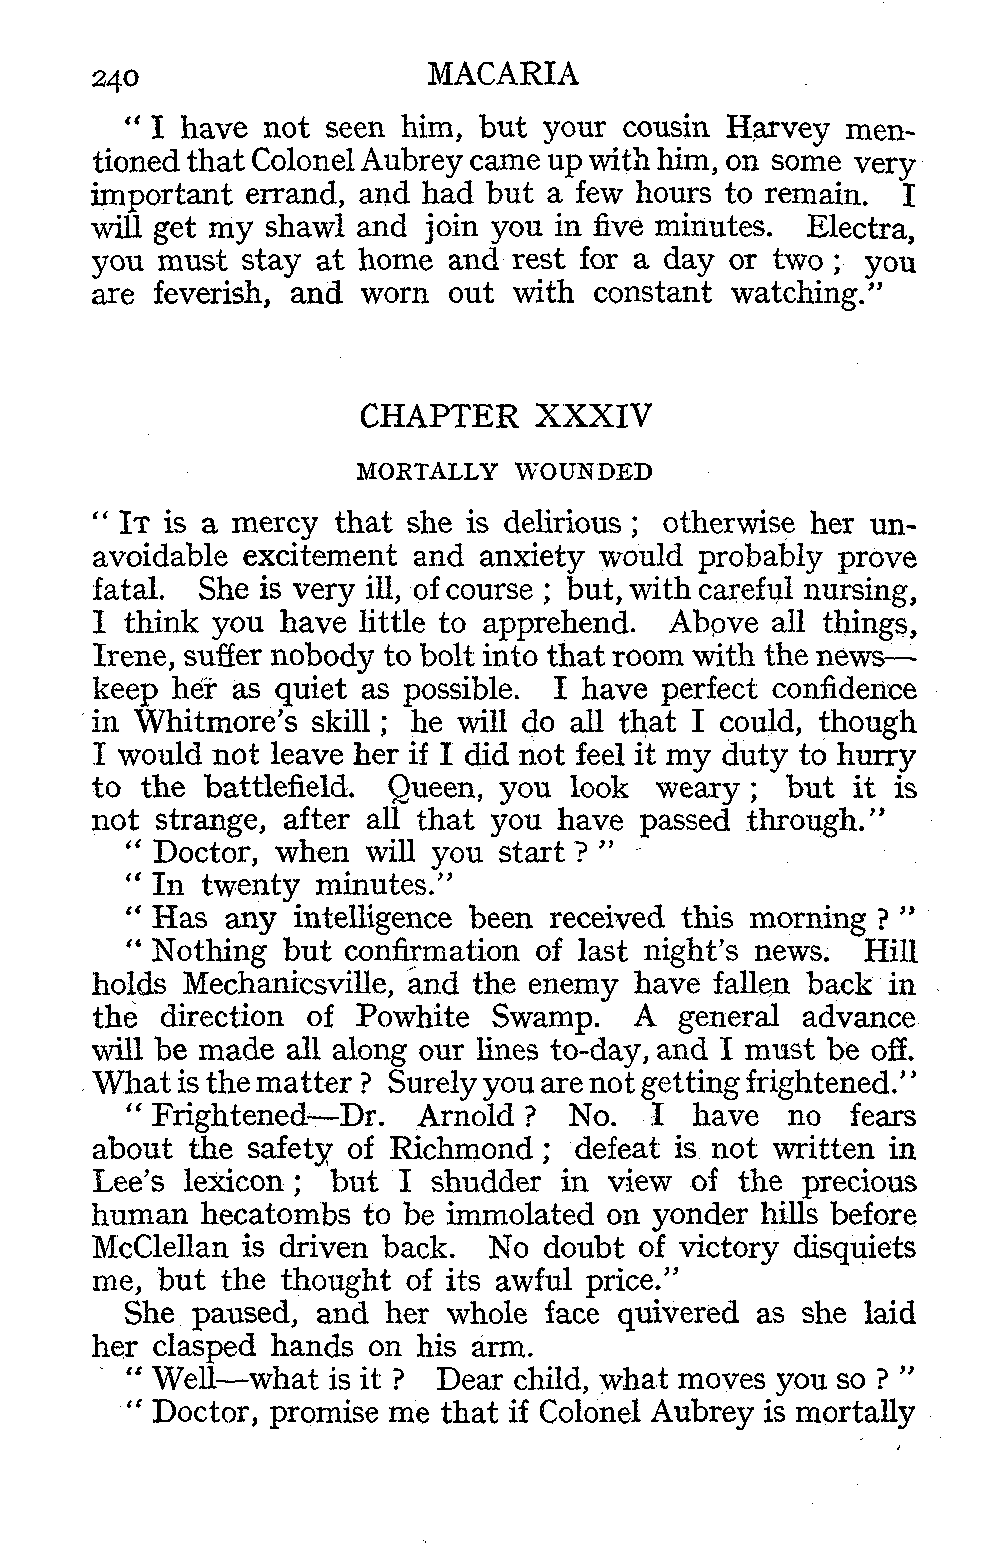 240 MACARIA
“ I have not seen him, but your cousin Harvey men-
tioned that Colonel Aubrey came up with him, on some very
important errand, and had but a few hours to remain. I
will get my shawl and join you in five minutes. Electra,
you must stay at home and rest for a day or two ; you
are feverish, and worn out with constant watching.”
CHAPTER XXXIV
MORTALLY WOUNDED
“ IT is a mercy that she is delirious ; otherwise her un-
avoidable excitement and anxiety would probably prove
fatal. She is very ill, of course ; but, with careful nursing,
I think you have little to apprehend. Above all things,
Irene, suffer nobody to bolt into that room with the news—
keep her as quiet as possible. I have perfect confidence
in Whitmore’s skill ; he will do all that I could, though
I would not leave her if I did not feel it my duty to hurry
to the battlefield. Queen, you look weary ; but it is
not strange, after all that you have passed through.”
“ Doctor, when will you start ? ”
“ In twenty minutes.”
“ Has any intelligence been received this morning ? ”
“ Nothing but confirmation of last night’s news. Hill
holds Mechanicsville, and the enemy have fallen back in
the direction of Powhite Swamp. A general advance
will be made all along our lines to-day, and I must be off.
What is the matter ? Surely you are not getting frightened.”
“ Frightened—Dr. Arnold ? No. I have no fears
about the safety of Richmond ; defeat is not written in
Lee’s lexicon ; but I shudder in view of the precious
human hecatombs to be immolated on yonder hills before
McClellan is driven back. No doubt of victory disquiets
me, but the thought of its awful price.”
She paused, and her whole face quivered as she laid
her clasped hands on his arm.
“ Well—what is it ? Dear child, what moves you so ? ”
“ Doctor, promise me that if Colonel Aubrey is mortally